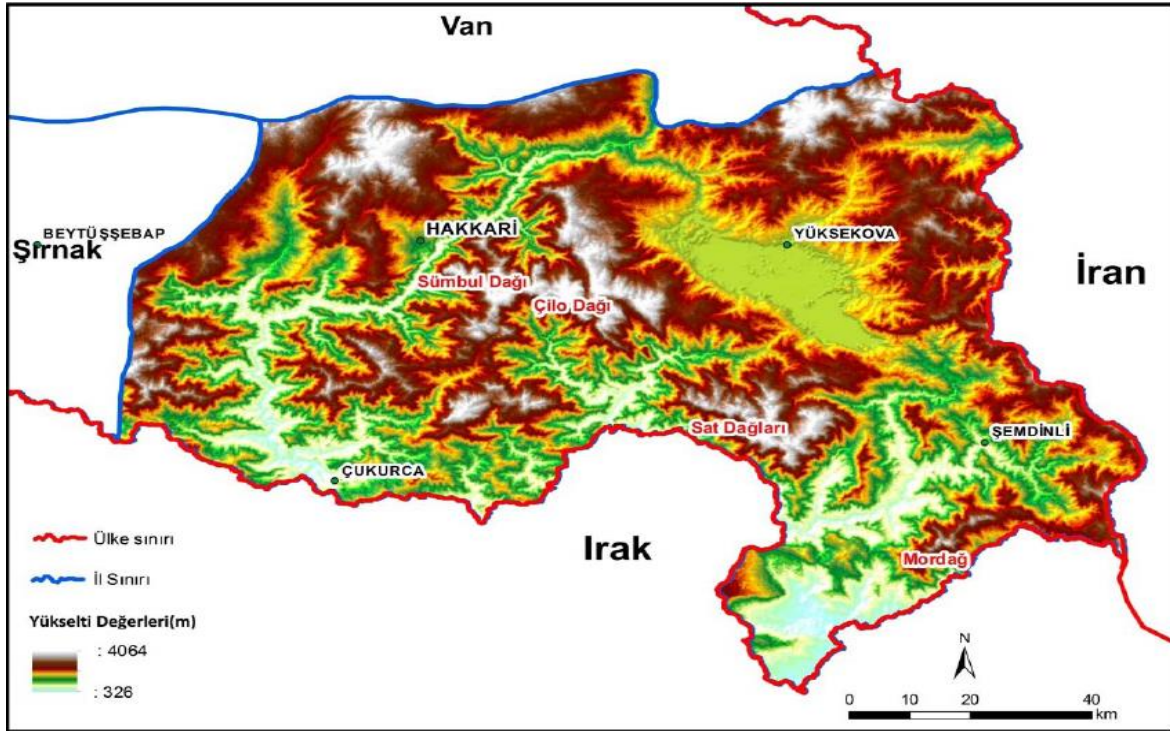 Van
BEYTÜŞŞEBAP
Şırnak
HAKKARİ
YÜKSEKOVA
İran
Sümbul Dağı
Çilo Dağı
Sat Dağları
ŞEMDİNLİ
ÇUKURCA
Irak
Mordağ
Ülke sınırı
İl Sınırı
Yükselti Değerleri(m)
: 4064
: 326
N
0 10 20 40
km